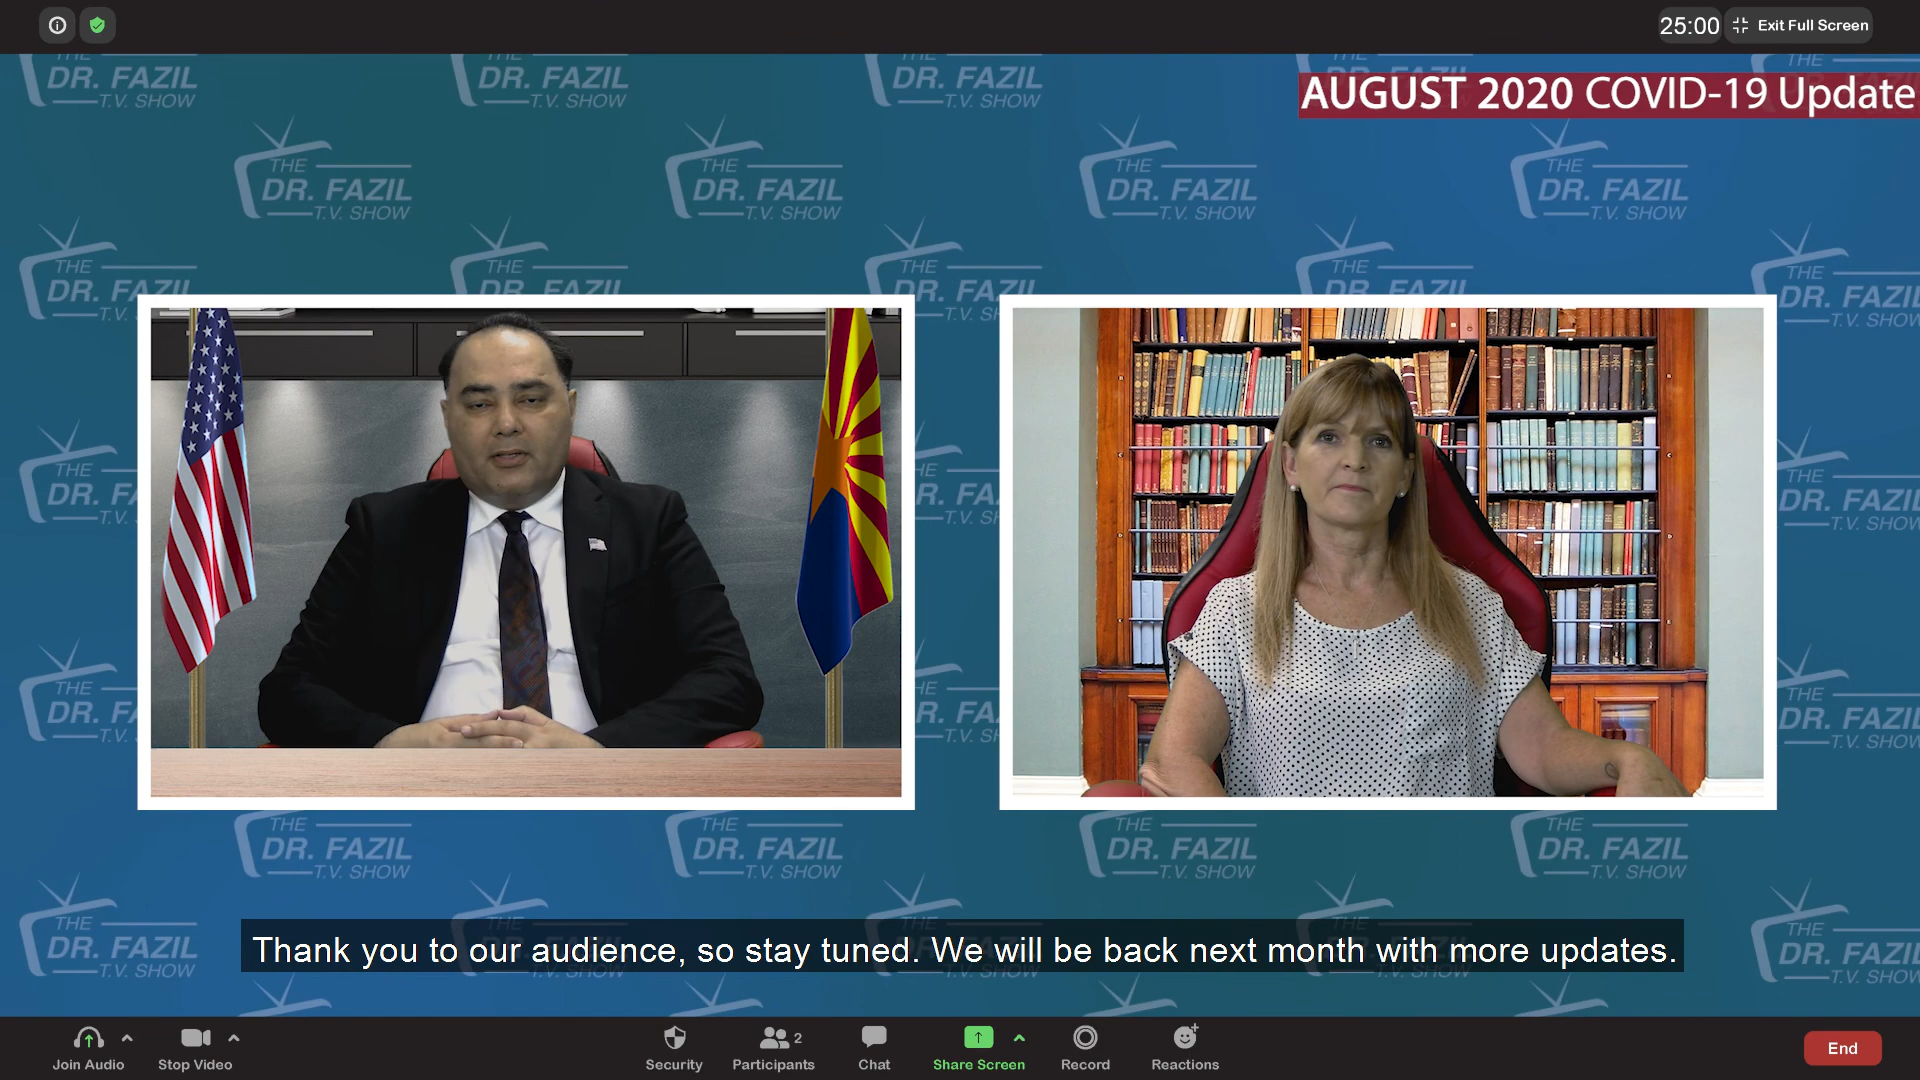 25:00
Exit Full Screen
AUGUST 2020 COVID-19 Update
THE
DR. FAZIL
T.V. SHOW
Thank you to our audience, so stay tuned. We will be back next month with more updates.
Join Audio
Stop Video
Security
Participants 2
Chat
Share Screen
Record
Reactions
End